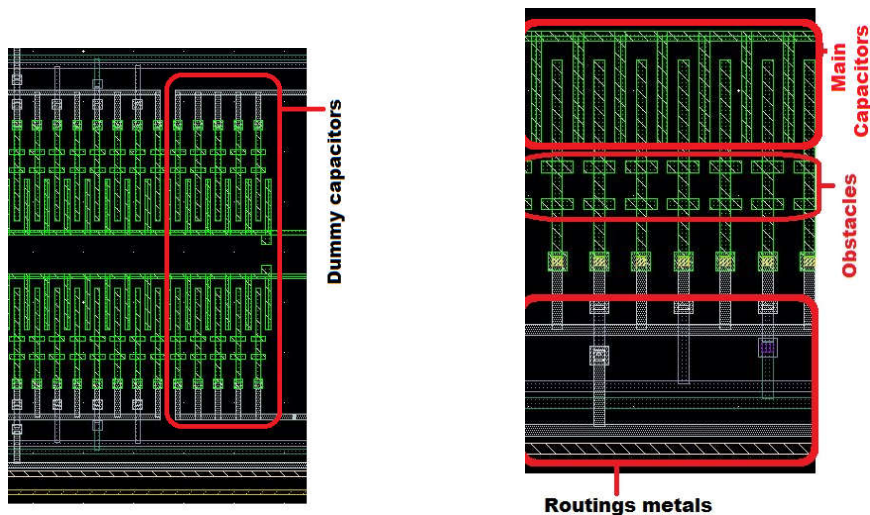 Dummy capacitors
Main
Capacitors
Obstacles
Routings metals